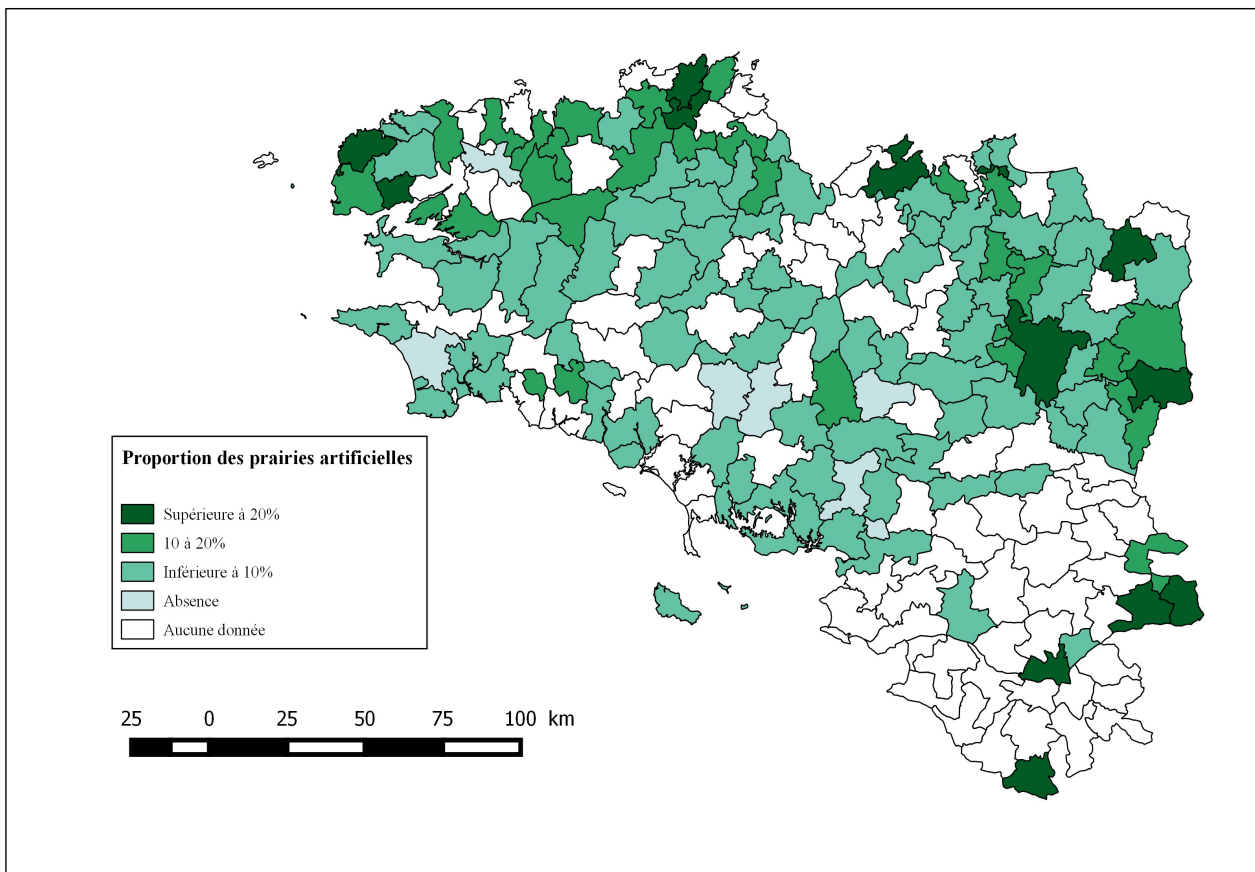 Proportion des prairies artificielles
Supérieure à 20%
10 à 20%
Inférieure à 10%
Absence
Aucune donnée
25 0 25 50 75 100 km